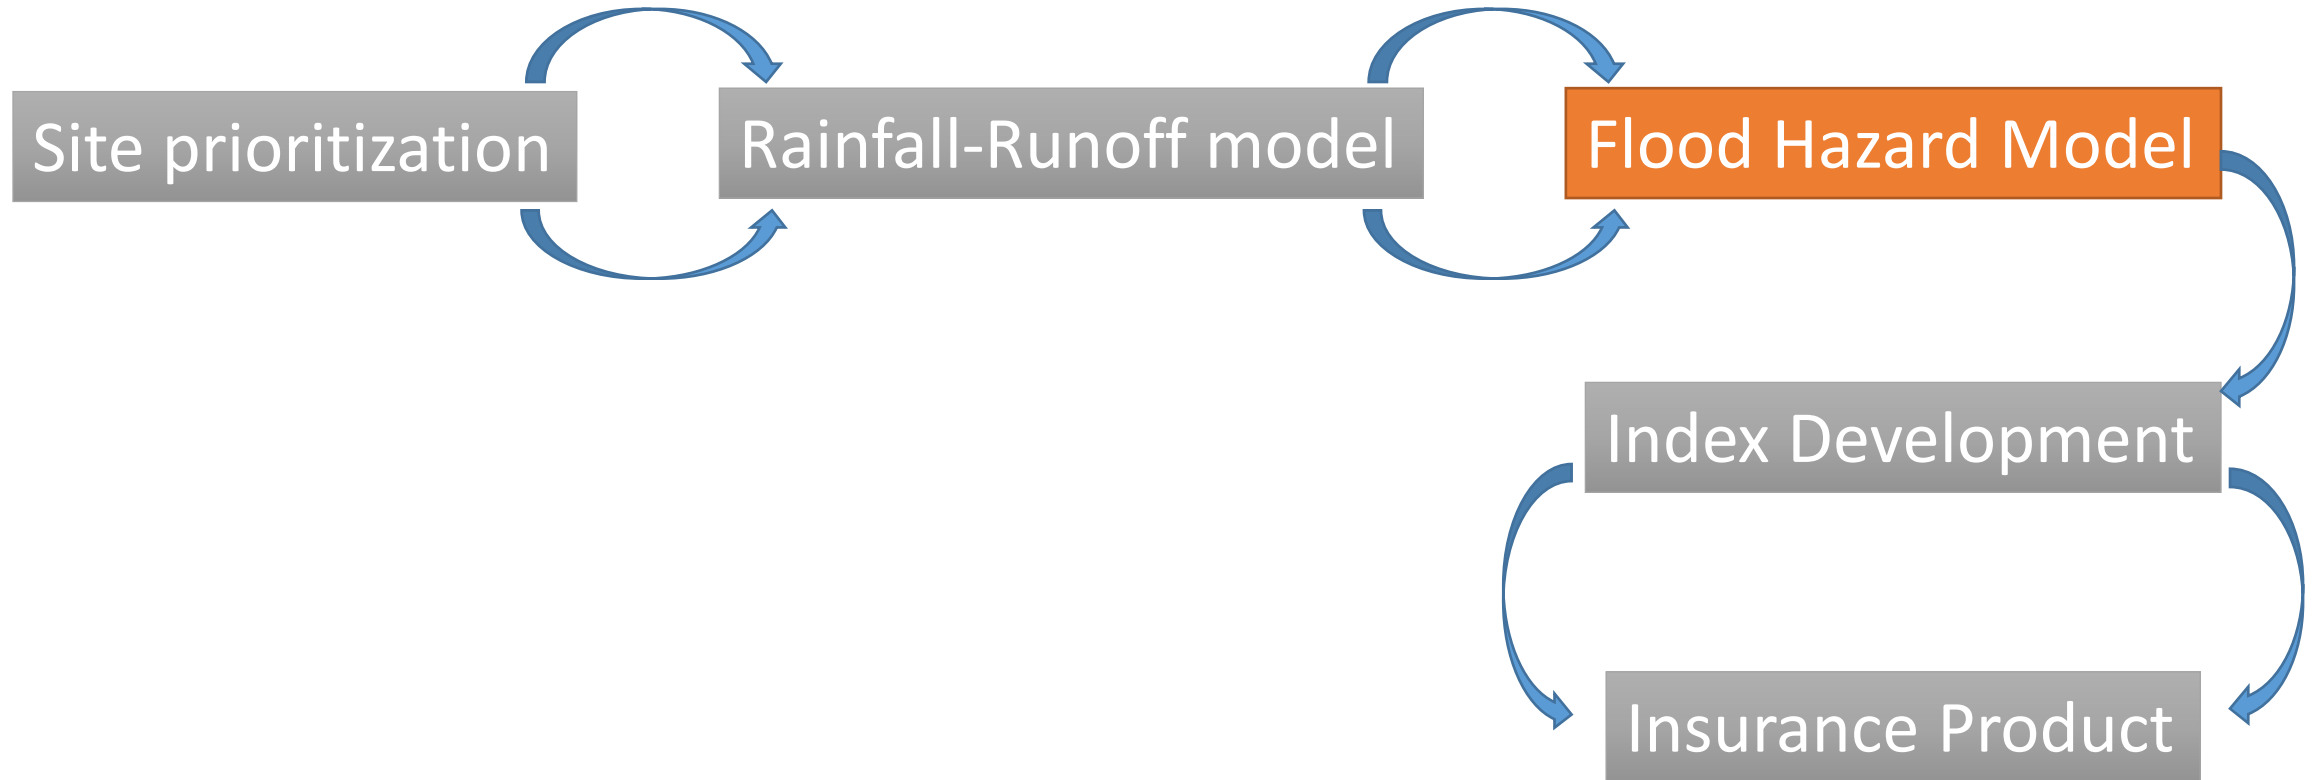 Site prioritization
Rainfall-Runoff model
Flood Hazard Model
Index Development
Insurance Product